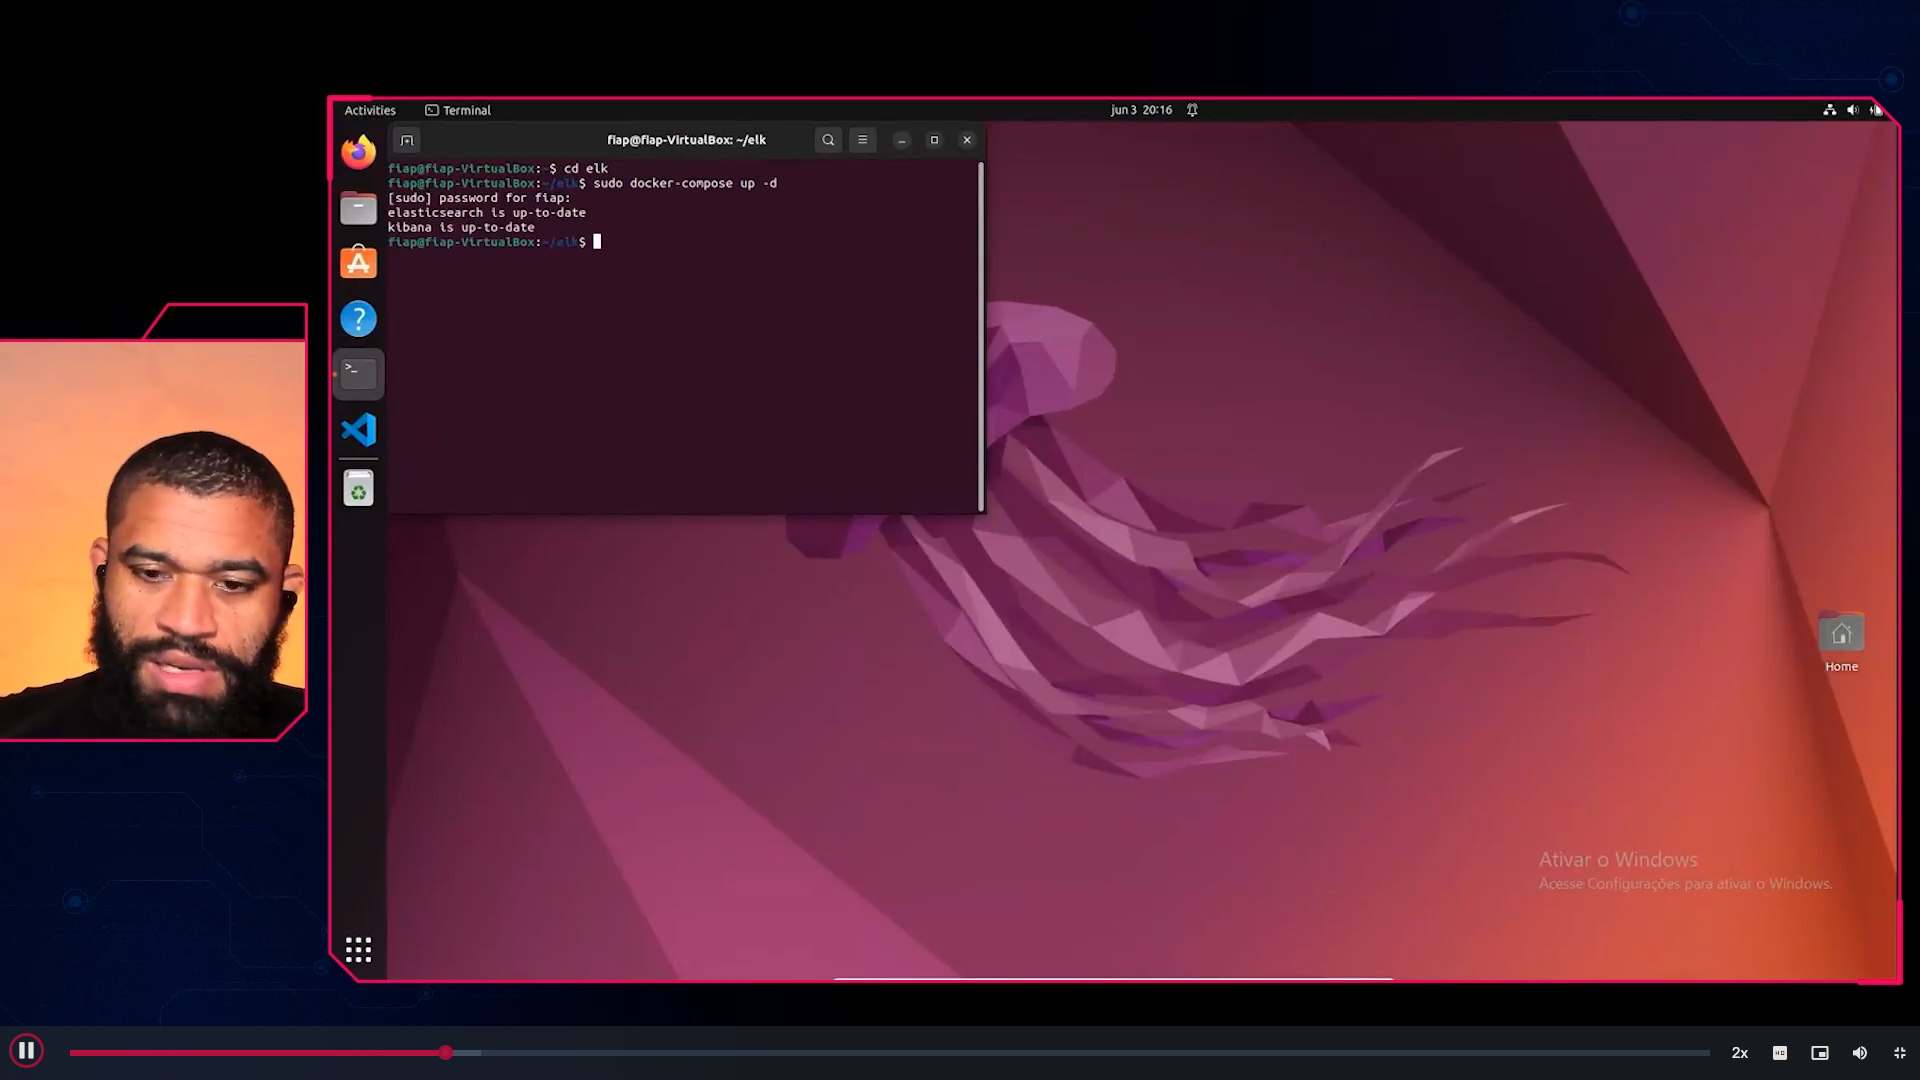 Activities
Terminal
jun 3 20:16
fiap@fiap-VirtualBox: ~/elk
fiap@fiap-VirtualBox:~$ cd elk
fiap@fiap-VirtualBox:~/elk$ sudo docker-compose up -d
[sudo] password for fiap:
elasticsearch is up-to-date
kibana is up-to-date
fiap@fiap-VirtualBox:~/elk$
Home
Ativar o Windows
Acesse Configurações para ativar o Windows.
2x
HD